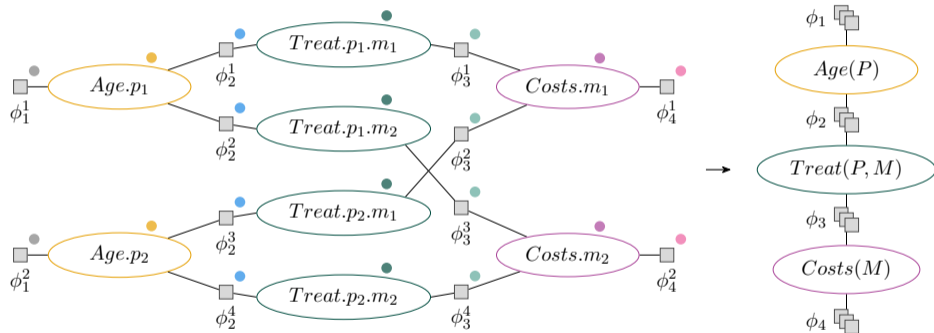 Treat.p₁.m₁
ϕ₁
Age.p₁
ϕ₂¹
ϕ₃¹
Costs.m₁
Age(P)
ϕ₁¹
ϕ₄¹
Treat.p₁.m₂
ϕ₂
ϕ₂²
ϕ₃²
Treat(P, M)
Treat.p₂.m₁
ϕ₃
ϕ₂³
ϕ₃³
Age.p₂
Costs.m₂
Costs(M)
ϕ₁²
ϕ₄²
Treat.p₂.m₂
ϕ₂⁴
ϕ₃⁴
ϕ₄